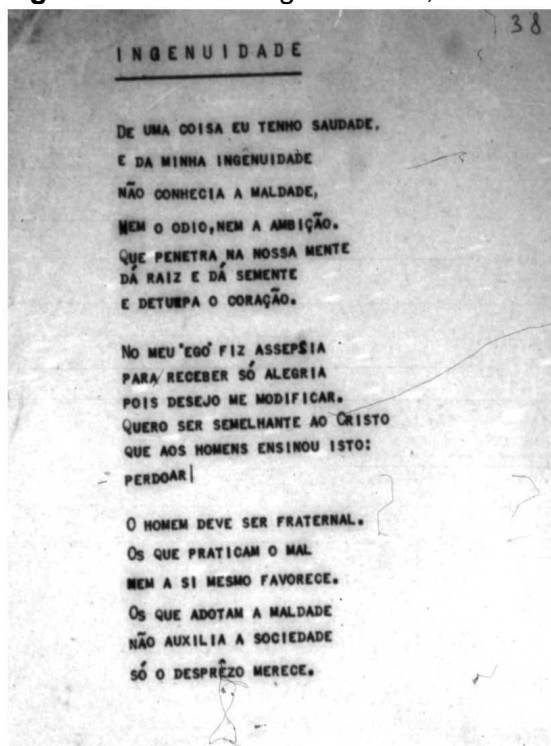 38
INGENUIDADE
DE UMA COISA EU TENHO SAUDADE,
E DA MINHA INGENUIDADE
NÃO CONHECIA A MALDADE,
NEM O ODIO,NEM A AMBIÇÃO.
QUE PENETRA NA NOSSA MENTE
DÁ RAIZ E DÁ SEMENTE
E DETURPA O CORAÇÃO.
NO MEU "EGO" FIZ ASSEPSIA
PARA RECEBER SÓ ALEGRIA
POIS DESEJO ME MODIFICAR.
QUERO SER SEMELHANTE AO CRISTO
QUE AOS HOMENS ENSINOU ISTO:
PERDOAR!
O HOMEM DEVE SER FRATERNAL.
OS QUE PRATICAM O MAL
NEM A SI MESMO FAVORECE.
OS QUE ADOTAM A MALDADE
NÃO AUXILIA A SOCIEDADE
SÓ O DESPRÊZO MERECE.